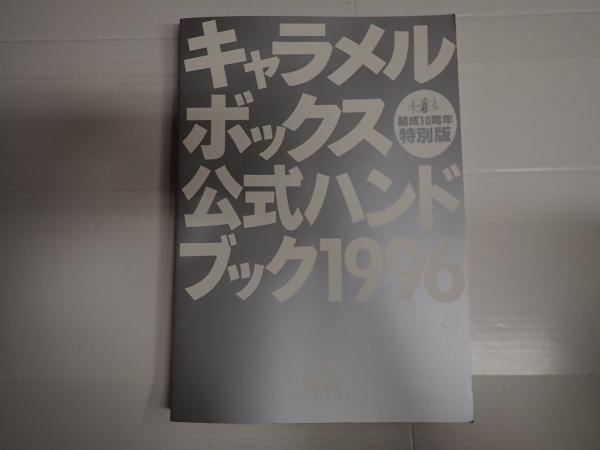 キャラメル
ボックス
結成10周年
特別版
公式ハンド
ブック1996